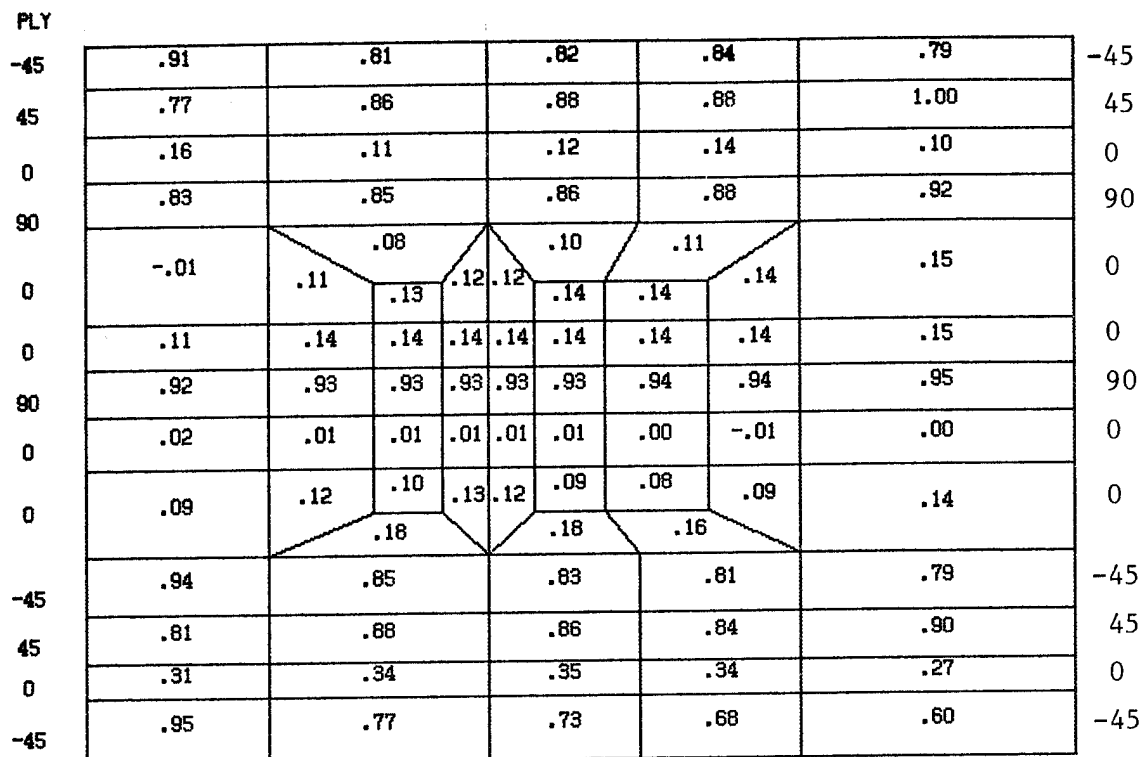 PLY
-45 .91 .81 .82 .84 .79 -45
45 .77 .86 .88 .88 1.00 45
0 .16 .11 .12 .14 .10 0
90 .83 .85 .86 .88 .92 90
.08 .10 .11
0 -.01 .11 .12 .12 .14 .15 0
.13 .14 .14
0 .11 .14 .14 .14 .14 .14 .14 .14 .15 0
90 .92 .93 .93 .93 .93 .93 .94 .94 .95 90
0 .02 .01 .01 .01 .01 .01 .00 -.01 .00 0
0 .09 .12 .10 .13 .12 .09 .08 .09 .14 0
.18 .18 .16
-45 .94 .85 .83 .81 .79 -45
45 .81 .88 .86 .84 .90 45
0 .31 .34 .35 .34 .27 0
-45 .95 .77 .73 .68 .60 -45